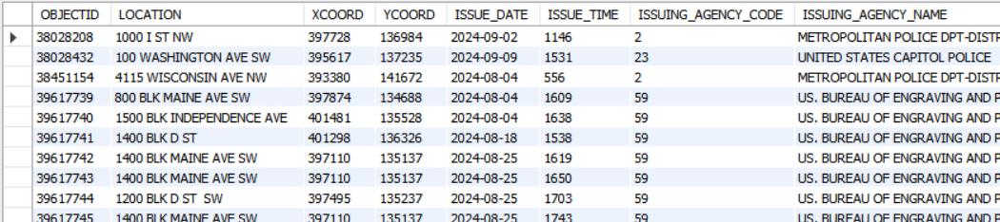 OBJECTID LOCATION XCOORD YCOORD ISSUE_DATE ISSUE_TIME ISSUING_AGENCY_CODE ISSUING_AGENCY_NAME
38028208 1000 I ST NW 397728 136984 2024-09-02 1146 2 METROPOLITAN POLICE DPT-DISTR
38028432 100 WASHINGTON AVE SW 395617 137235 2024-09-09 1531 23 UNITED STATES CAPITOL POLICE
38451154 4115 WISCONSIN AVE NW 393380 141672 2024-08-04 556 2 METROPOLITAN POLICE DPT-DISTR
39617739 800 BLK MAINE AVE SW 397874 134688 2024-08-04 1609 59 US. BUREAU OF ENGRAVING AND P
39617740 1500 BLK INDEPENDENCE AVE 401481 135528 2024-08-04 1638 59 US. BUREAU OF ENGRAVING AND P
39617741 1400 BLK D ST 401298 136326 2024-08-18 1538 59 US. BUREAU OF ENGRAVING AND P
39617742 1400 BLK MAINE AVE SW 397110 135137 2024-08-25 1619 59 US. BUREAU OF ENGRAVING AND P
39617743 1400 BLK MAINE AVE SW 397110 135137 2024-08-25 1650 59 US. BUREAU OF ENGRAVING AND P
39617744 1200 BLK D ST  SW 397495 135237 2024-08-25 1703 59 US. BUREAU OF ENGRAVING AND P
39617745 1400 BLK MAINE AVE SW 397110 135137 2024-08-25 1743 59 US. BUREAU OF ENGRAVING AND P